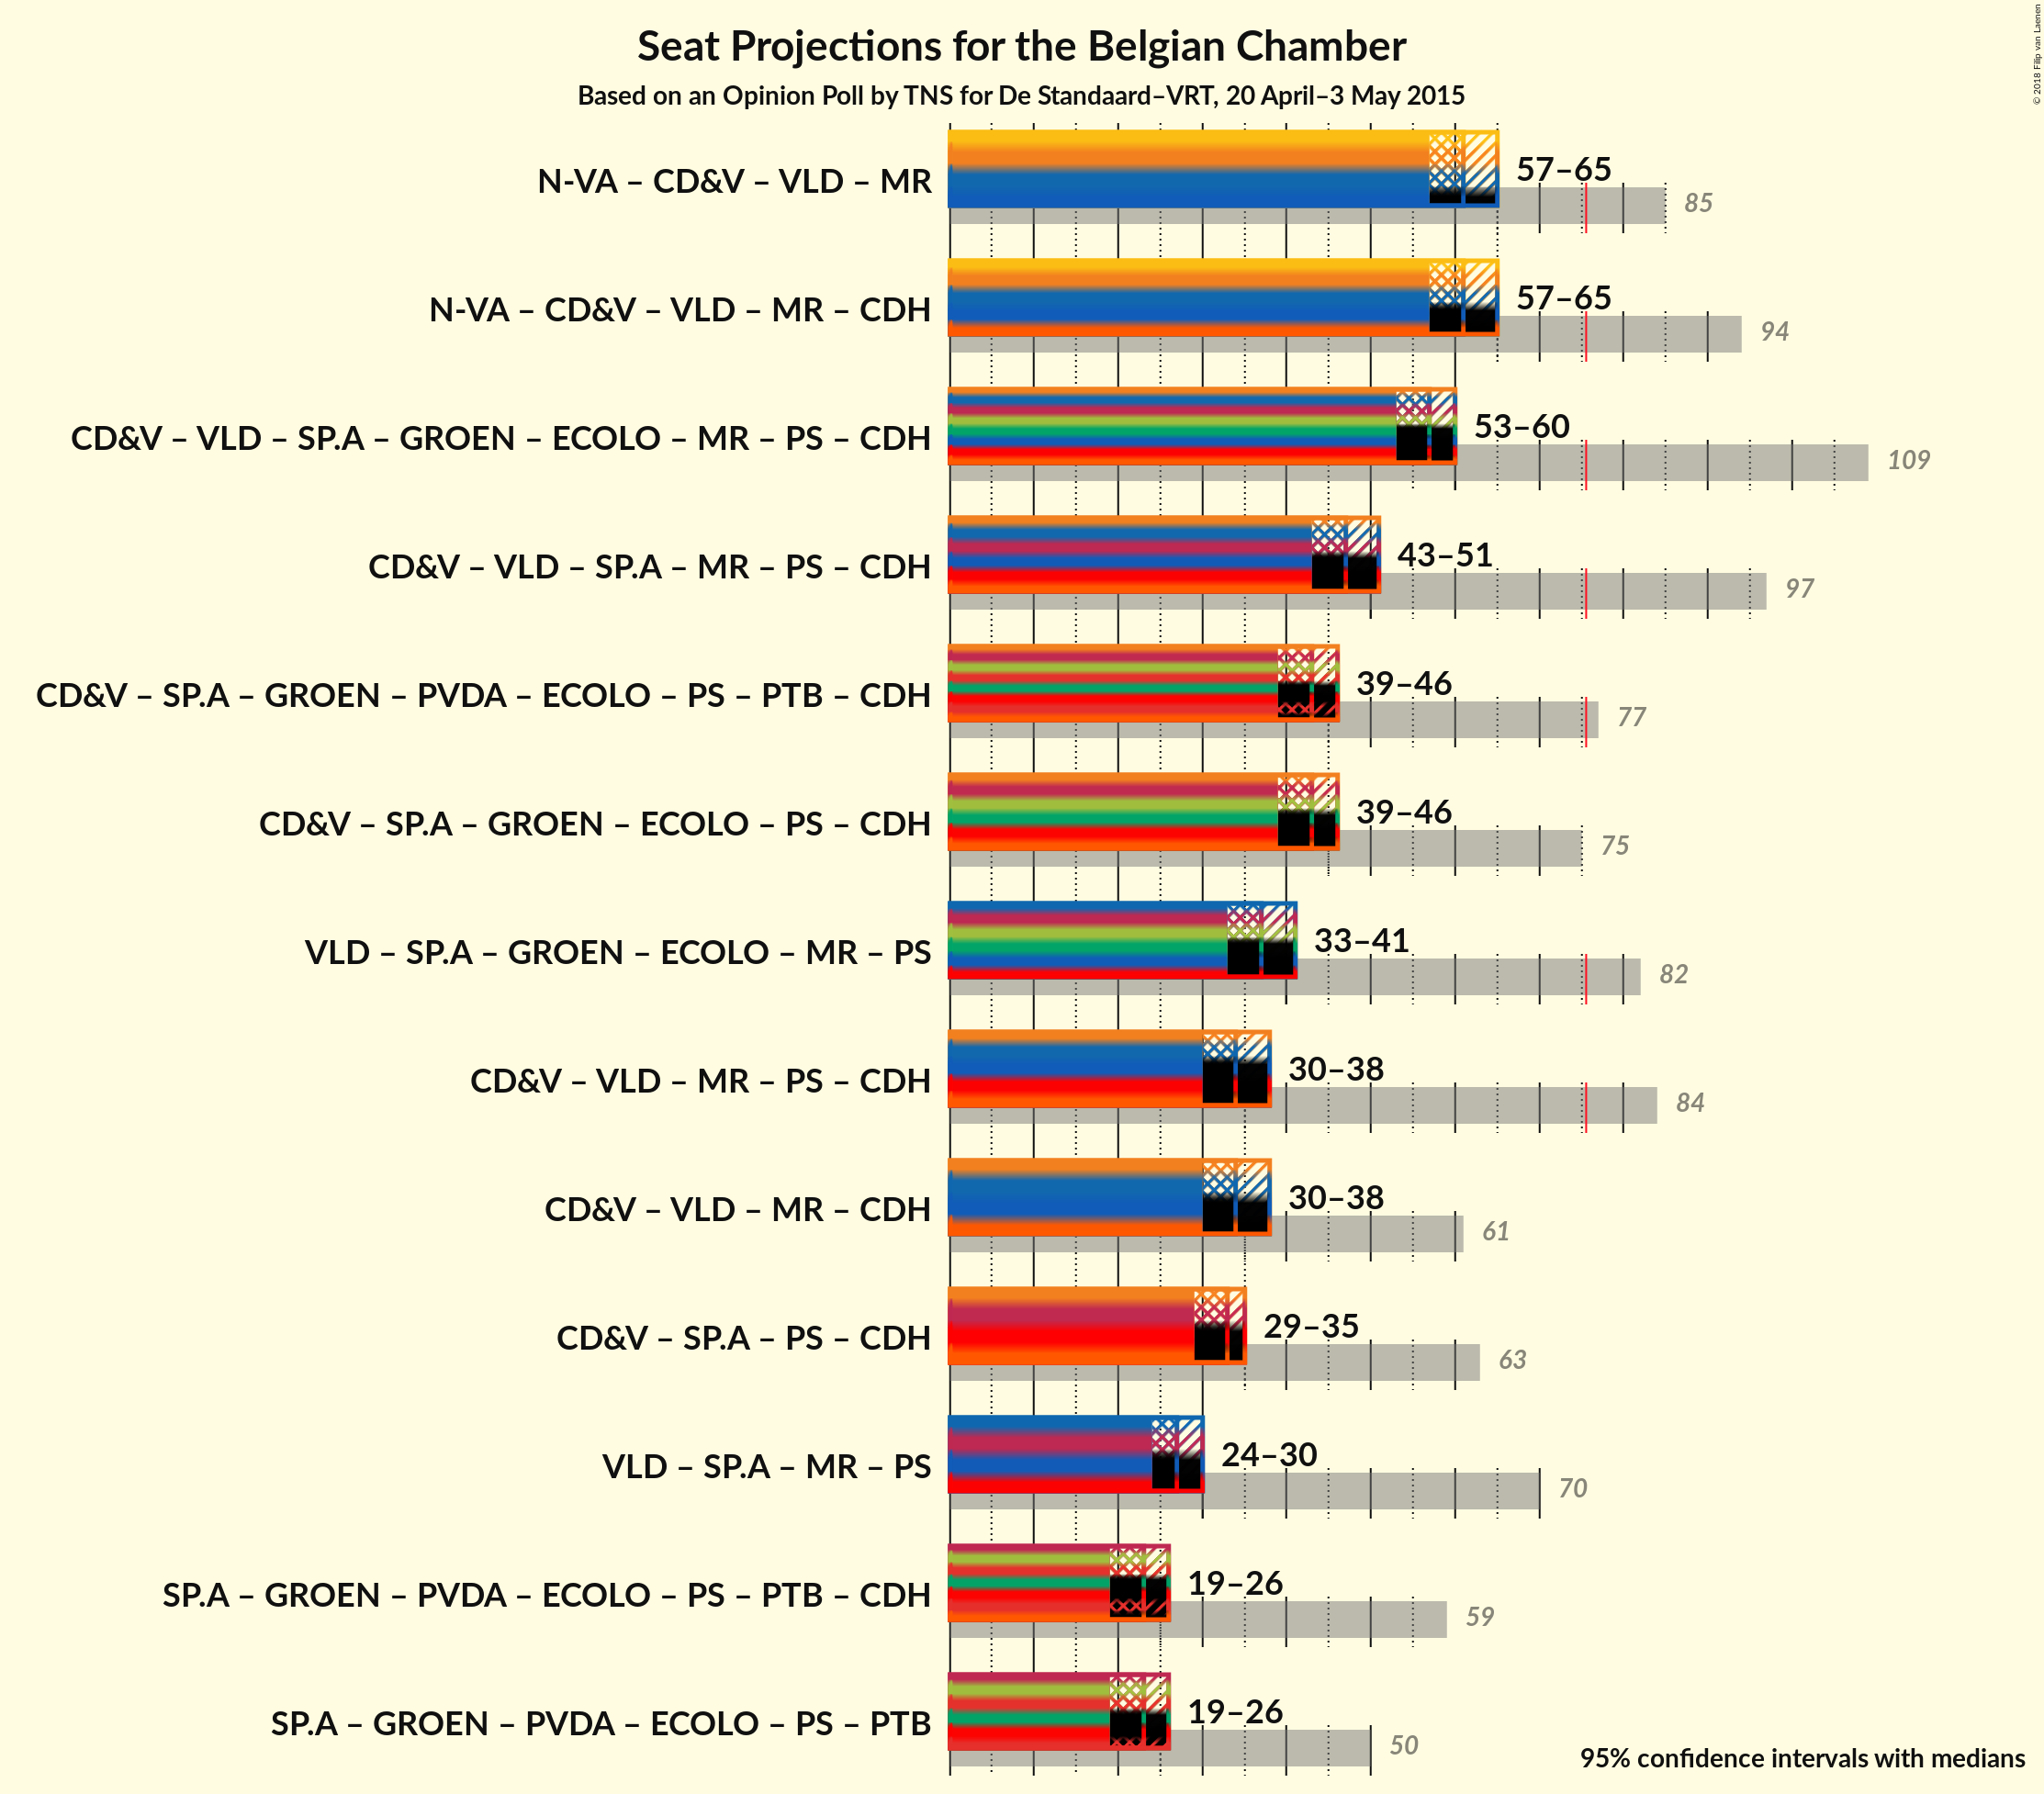 Seat Projections for the Belgian Chamber
Based on an Opinion Poll by TNS for De Standaard–VRT, 20 April–3 May 2015
© 2018 Filip van Laenen
N-VA – CD&V – VLD – MR
57–65
85
N-VA – CD&V – VLD – MR – CDH
57–65
94
CD&V – VLD – SP.A – GROEN – ECOLO – MR – PS – CDH
53–60
109
CD&V – VLD – SP.A – MR – PS – CDH
43–51
97
CD&V – SP.A – GROEN – PVDA – ECOLO – PS – PTB – CDH
39–46
77
CD&V – SP.A – GROEN – ECOLO – PS – CDH
39–46
75
VLD – SP.A – GROEN – ECOLO – MR – PS
33–41
82
CD&V – VLD – MR – PS – CDH
30–38
84
CD&V – VLD – MR – CDH
30–38
61
CD&V – SP.A – PS – CDH
29–35
63
VLD – SP.A – MR – PS
24–30
70
SP.A – GROEN – PVDA – ECOLO – PS – PTB – CDH
19–26
59
SP.A – GROEN – PVDA – ECOLO – PS – PTB
19–26
50
95% confidence intervals with medians